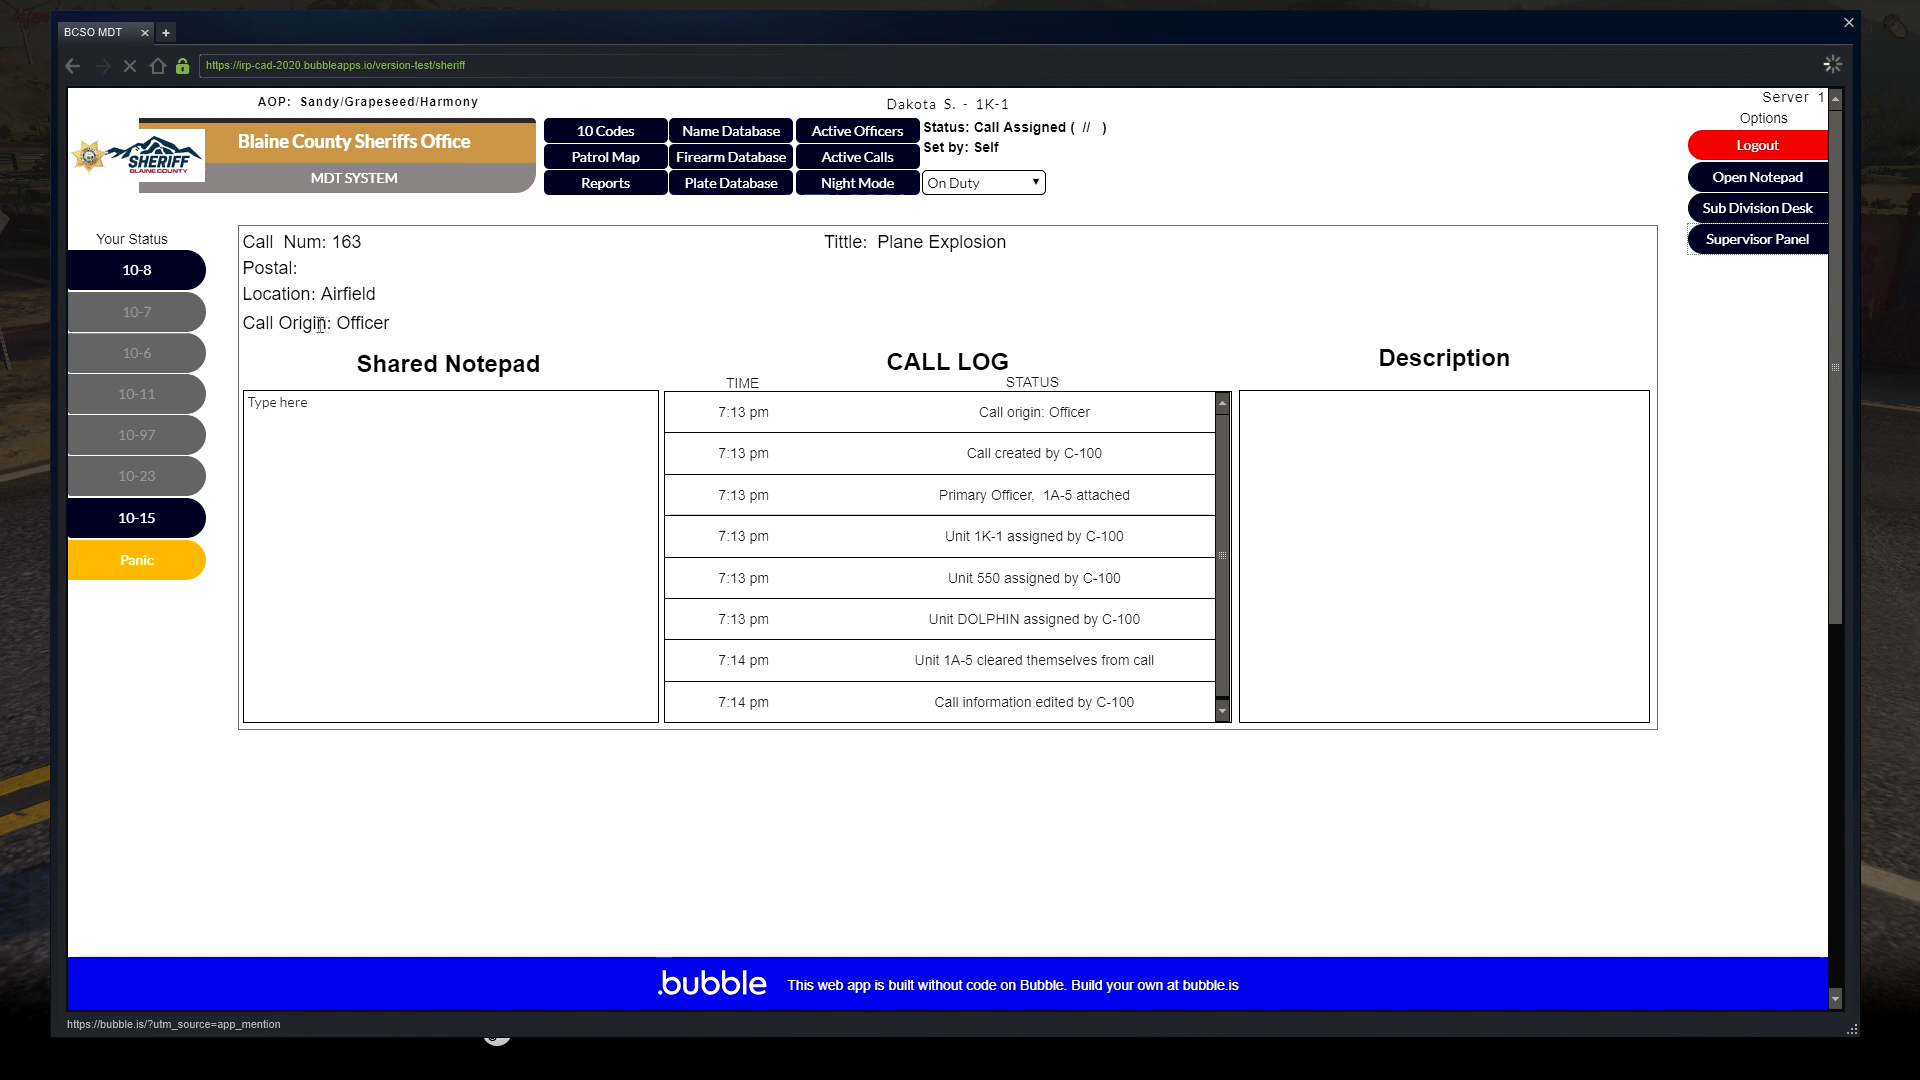 BCSO MDT
https://irp-cad-2020.bubbleapps.io/version-test/sheriff
AOP: Sandy/Grapeseed/Harmony
Dakota S. - 1K-1
Server 1
Options
SHERIFF
BLAINE COUNTY
Blaine County Sheriffs Office
MDT SYSTEM
10 Codes
Name Database
Active Officers
Patrol Map
Firearm Database
Active Calls
Reports
Plate Database
Night Mode
Status: Call Assigned ( // )
Set by: Self
On Duty
Logout
Open Notepad
Sub Division Desk
Supervisor Panel
Your Status
10-8
10-7
10-6
10-11
10-97
10-23
10-15
Panic
Call Num: 163
Tittle: Plane Explosion
Postal:
Location: Airfield
Call Origin: Officer
Shared Notepad
Type here
CALL LOG
TIME STATUS
7:13 pm Call origin: Officer
7:13 pm Call created by C-100
7:13 pm Primary Officer, 1A-5 attached
7:13 pm Unit 1K-1 assigned by C-100
7:13 pm Unit 550 assigned by C-100
7:13 pm Unit DOLPHIN assigned by C-100
7:14 pm Unit 1A-5 cleared themselves from call
7:14 pm Call information edited by C-100
Description
.bubble
This web app is built without code on Bubble. Build your own at bubble.is
https://bubble.is/?utm_source=app_mention